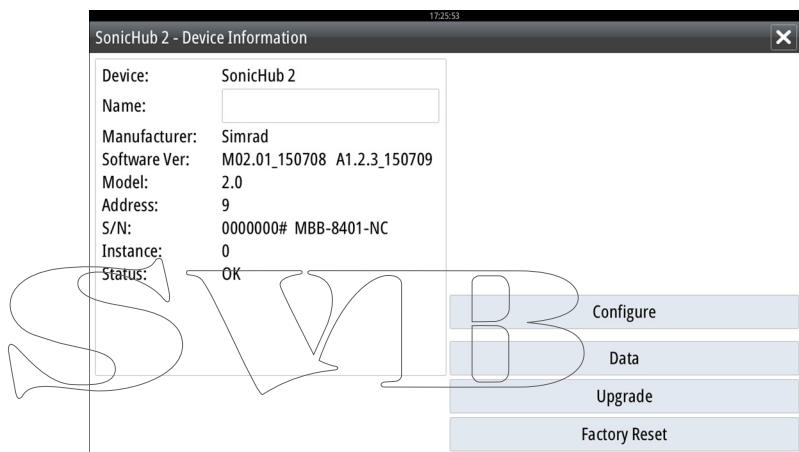 17:25:53
SonicHub 2 - Device Information
Device: SonicHub 2
Name:
Manufacturer: Simrad
Software Ver: M02.01_150708 A1.2.3_150709
Model: 2.0
Address: 9
S/N: 0000000# MBB-8401-NC
Instance: 0
Status: OK
SVB
Configure
Data
Upgrade
Factory Reset